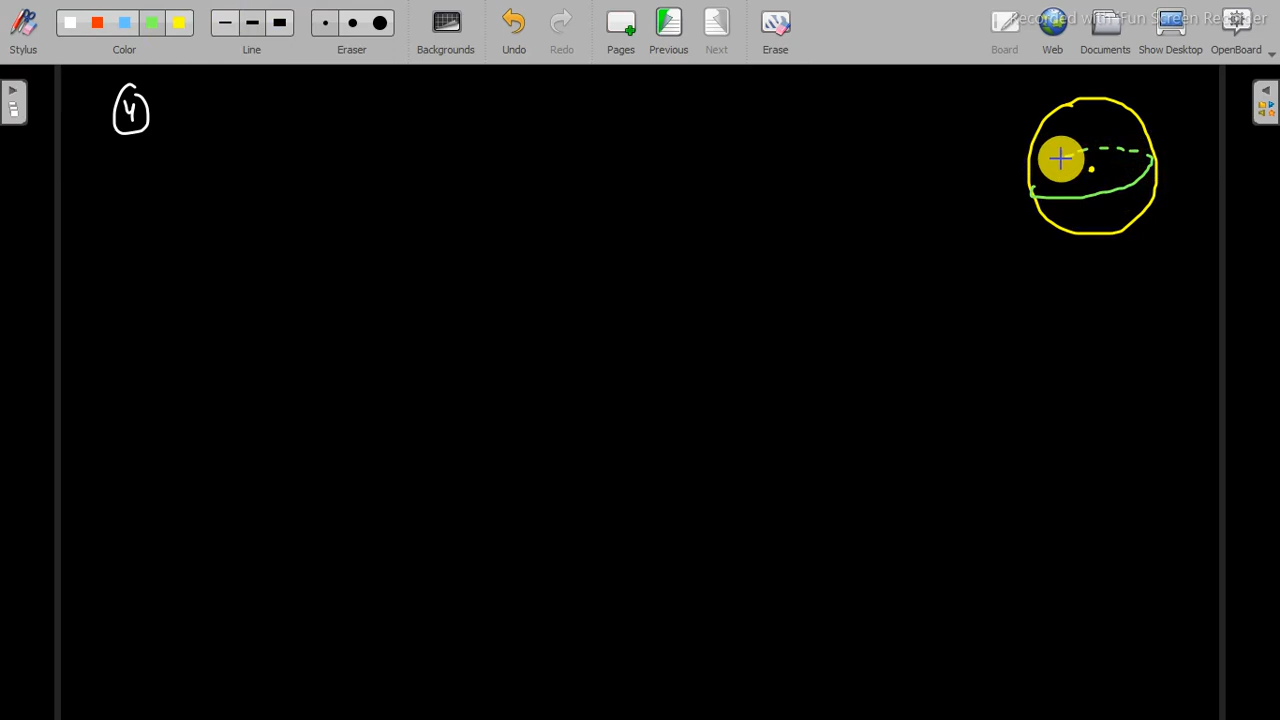 Recorded with Fun Screen Recorder
Stylus Color Line Eraser Backgrounds Undo Redo Pages Previous Next Erase Board Web Documents Show Desktop OpenBoard
4